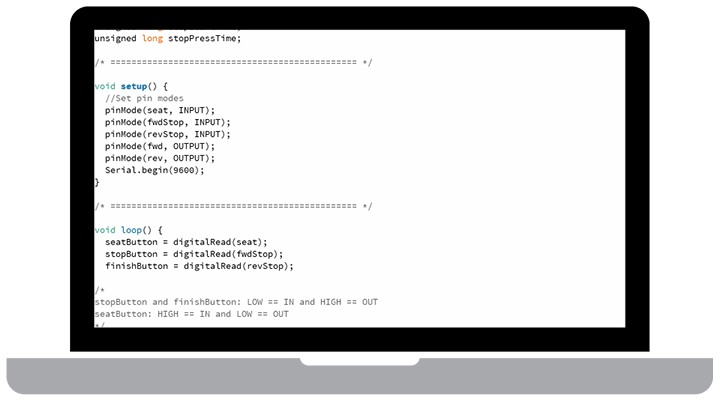 unsigned long stopPressTime;
/* ============================================== */
void setup() {
//Set pin modes
pinMode(seat, INPUT);
pinMode(fwdStop, INPUT);
pinMode(revStop, INPUT);
pinMode(fwd, OUTPUT);
pinMode(rev, OUTPUT);
Serial.begin(9600);
}
/* ============================================== */
void loop() {
seatButton = digitalRead(seat);
stopButton = digitalRead(fwdStop);
finishButton = digitalRead(revStop);
/*
stopButton and finishButton: LOW == IN and HIGH == OUT
seatButton: HIGH == IN and LOW == OUT
*/